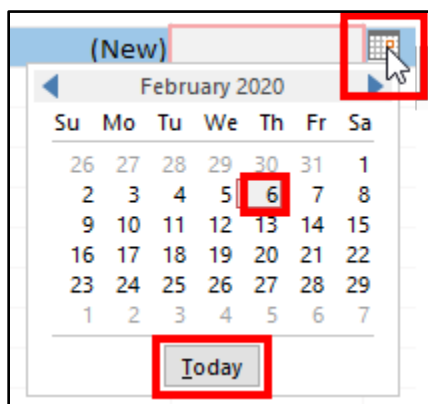 (New)
February 2020
Su Mo Tu We Th Fr Sa
26 27 28 29 30 31 1
2 3 4 5 6 7 8
9 10 11 12 13 14 15
16 17 18 19 20 21 22
23 24 25 26 27 28 29
1 2 3 4 5 6 7
Today